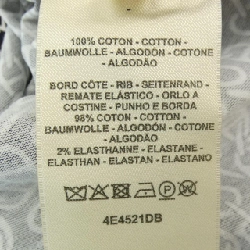 100% COTON - COTTON -
BAUMWOLLE - ALGODON - COTONE
- ALGODÃO
BORD CÔTE - RIB - SEITENRAND -
REMATE ELÁSTICO - ORLO A
COSTINE - PUNHO E BORDA
98% COTON - COTTON -
BAUMWOLLE - ALGODÓN - COTONE
- ALGODÃO
2% ELASTHANNE - ELASTANE -
ELASTHAN - ELASTAN - ELASTANO
4E4521DB